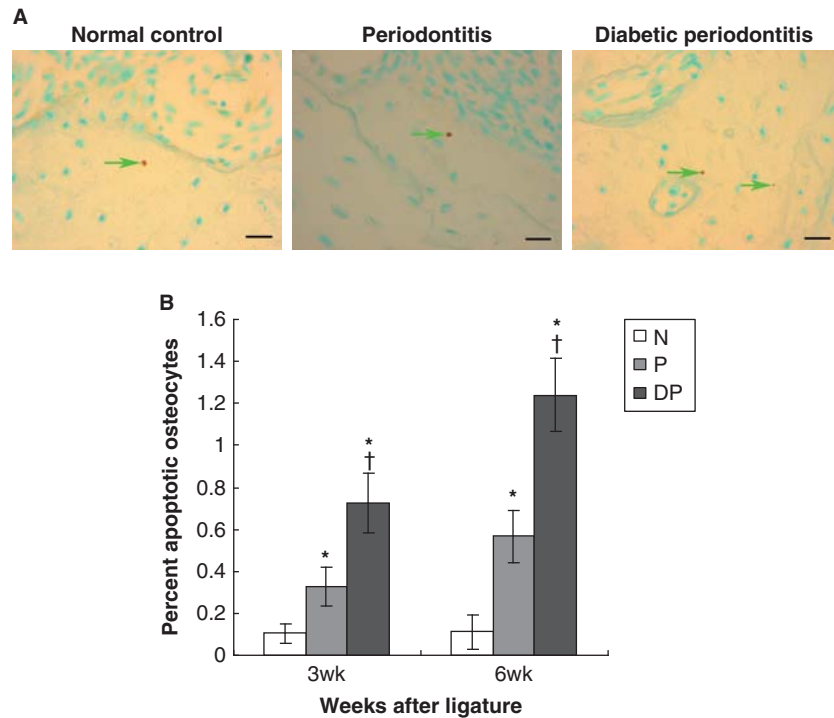 A
Normal control
Periodontitis
Diabetic periodontitis
B
Percent apoptotic osteocytes
1.6
1.4
1.2
1
0.8
0.6
0.4
0.2
0
*
*
†
*
*
†
3wk
6wk
Weeks after ligature
N
P
DP